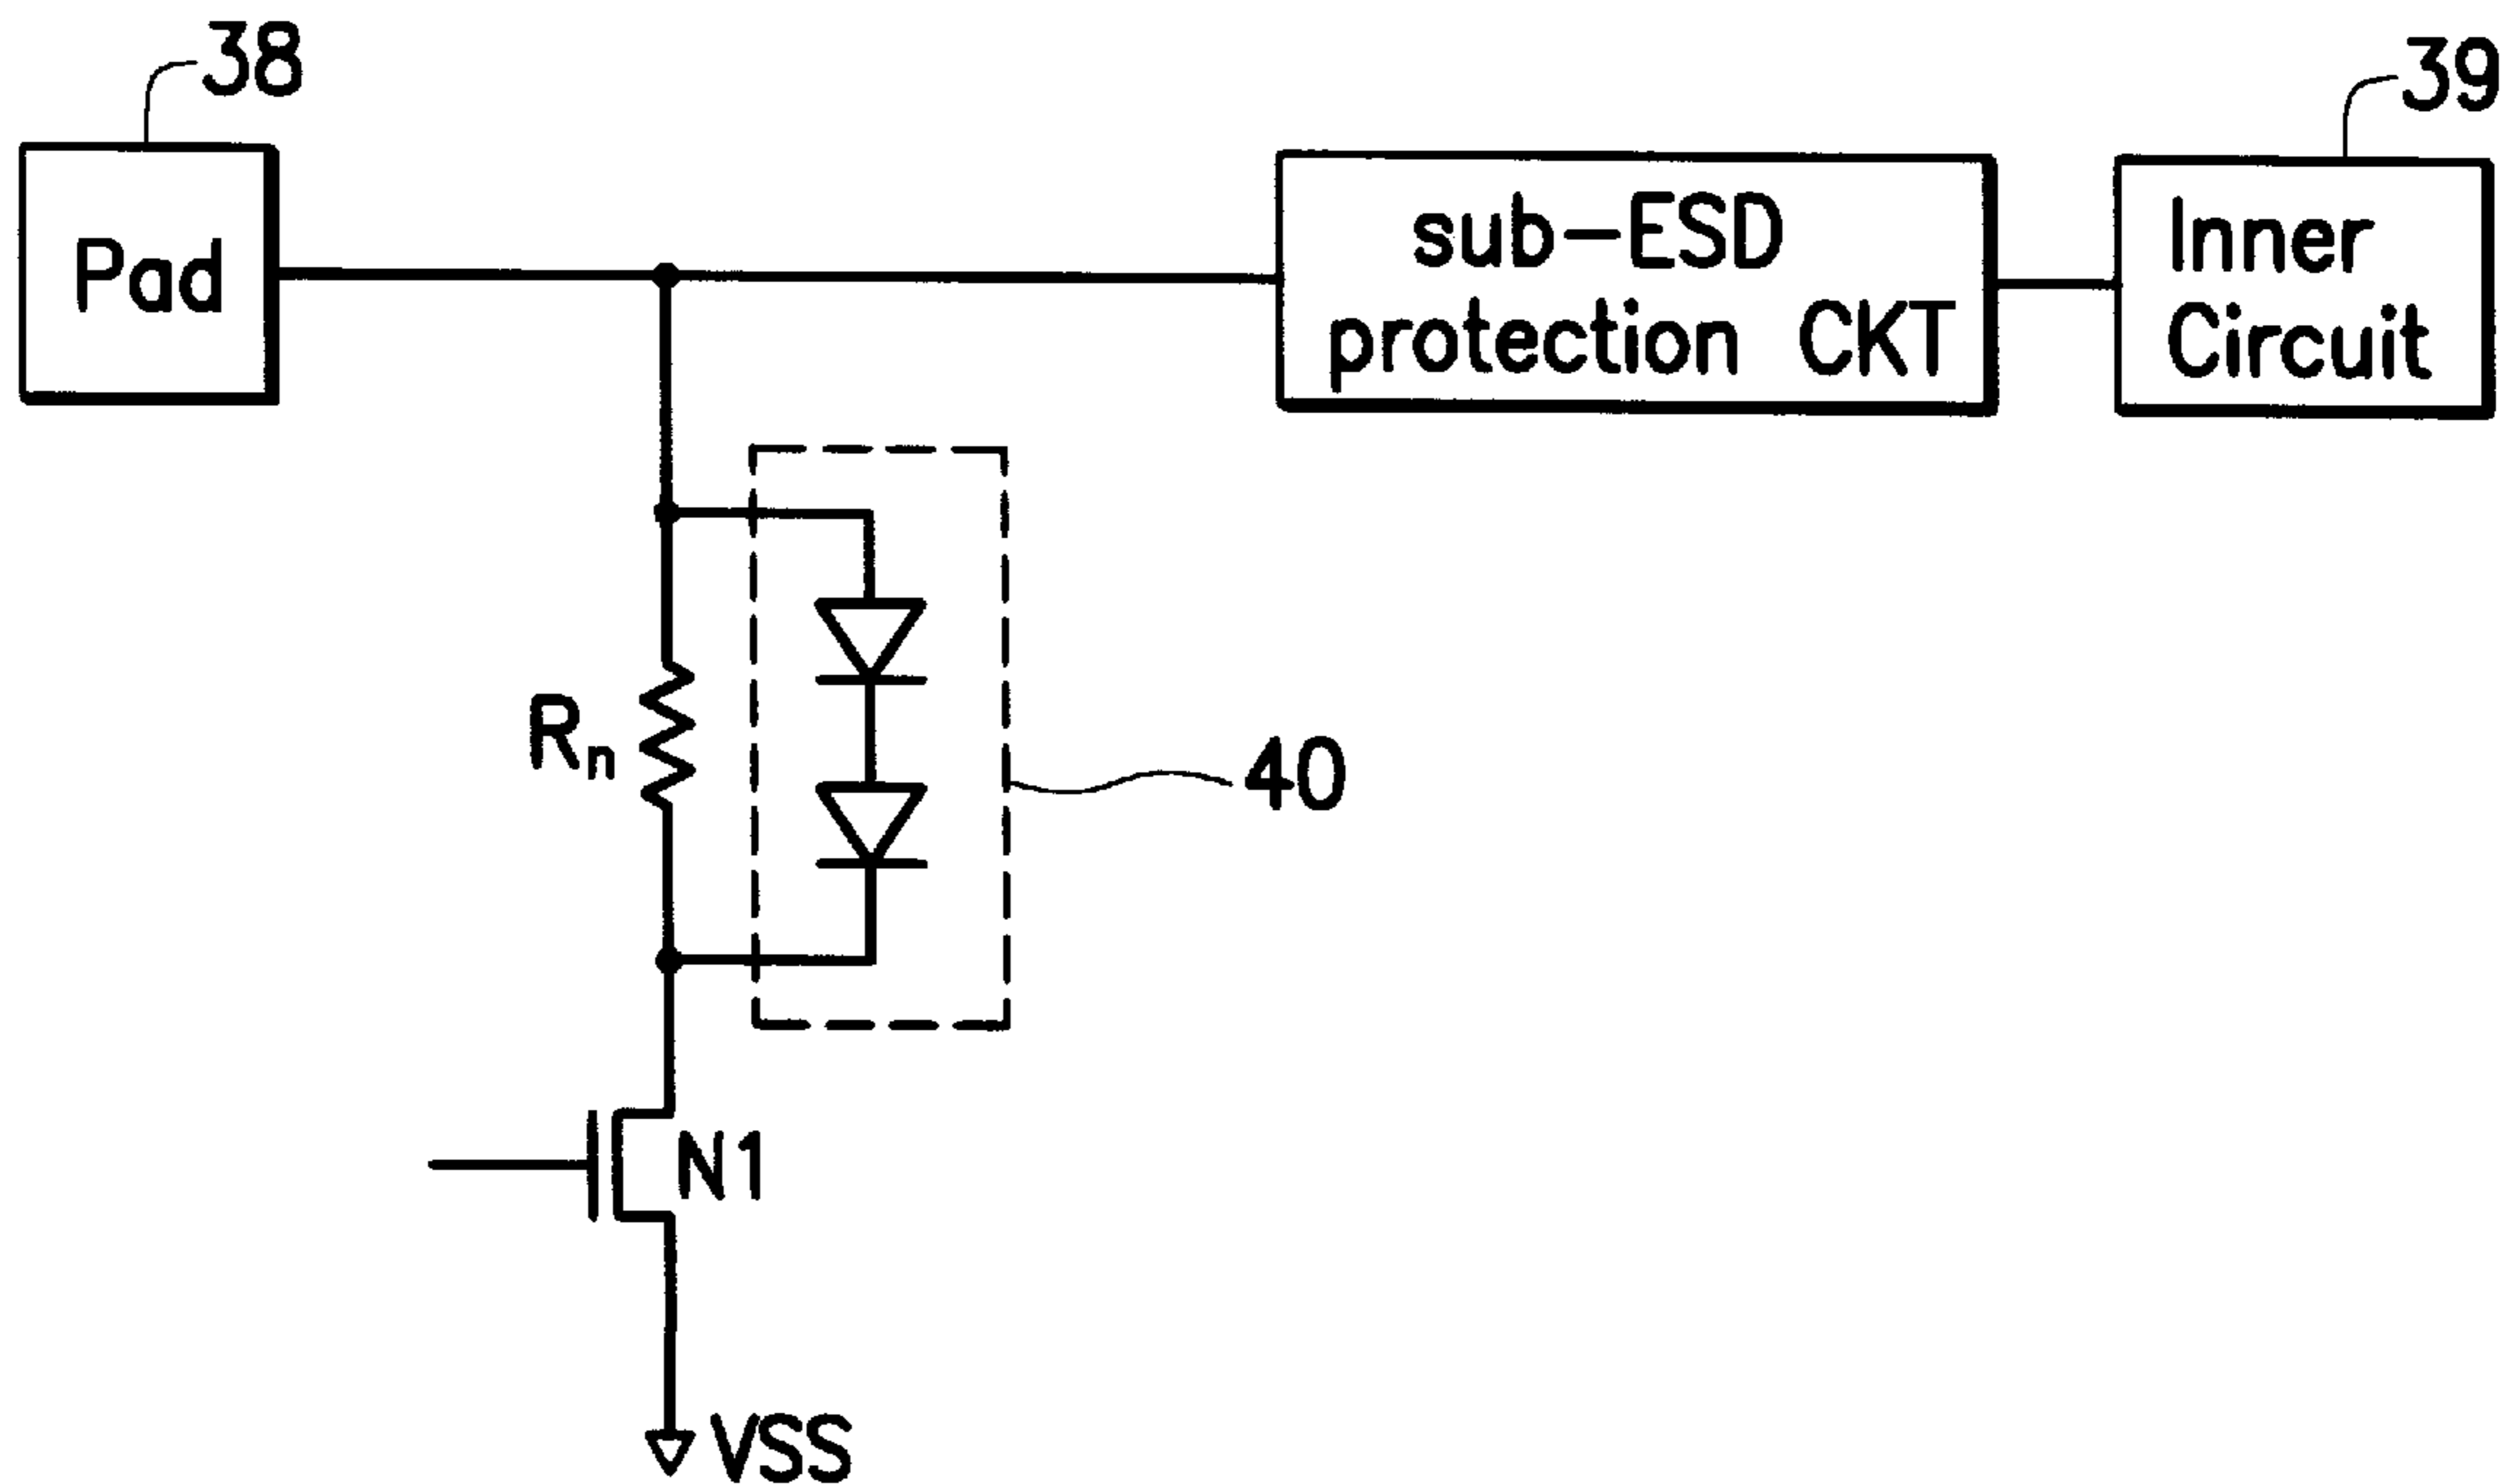 38
39
Pad
sub-ESD
protection CKT
Inner
Circuit
Rn
40
N1
VSS